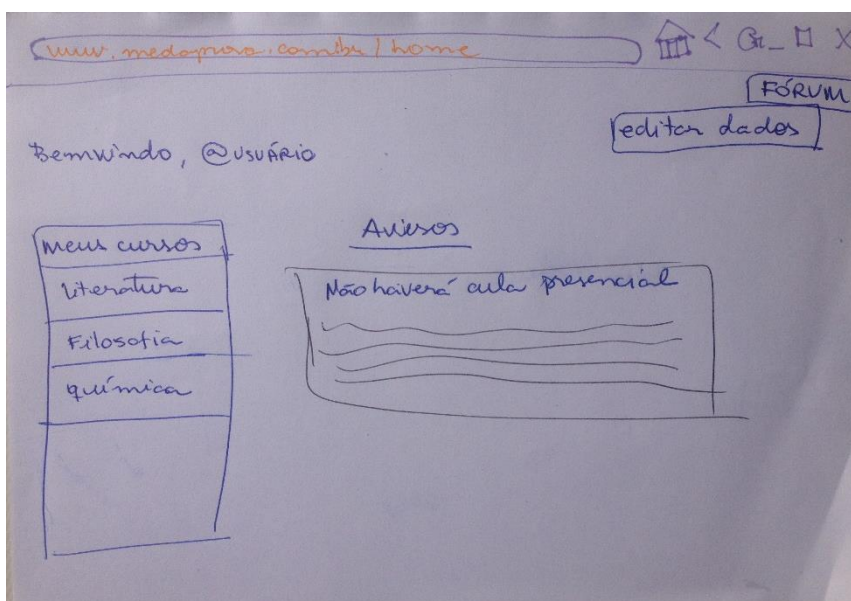 www.medaprova.com.br/home
FÓRUM
editar dados
Bemvindo, @USUÁRIO
meus cursos
Literatura
Filosofia
química
Avisos
Não haverá aula presencial